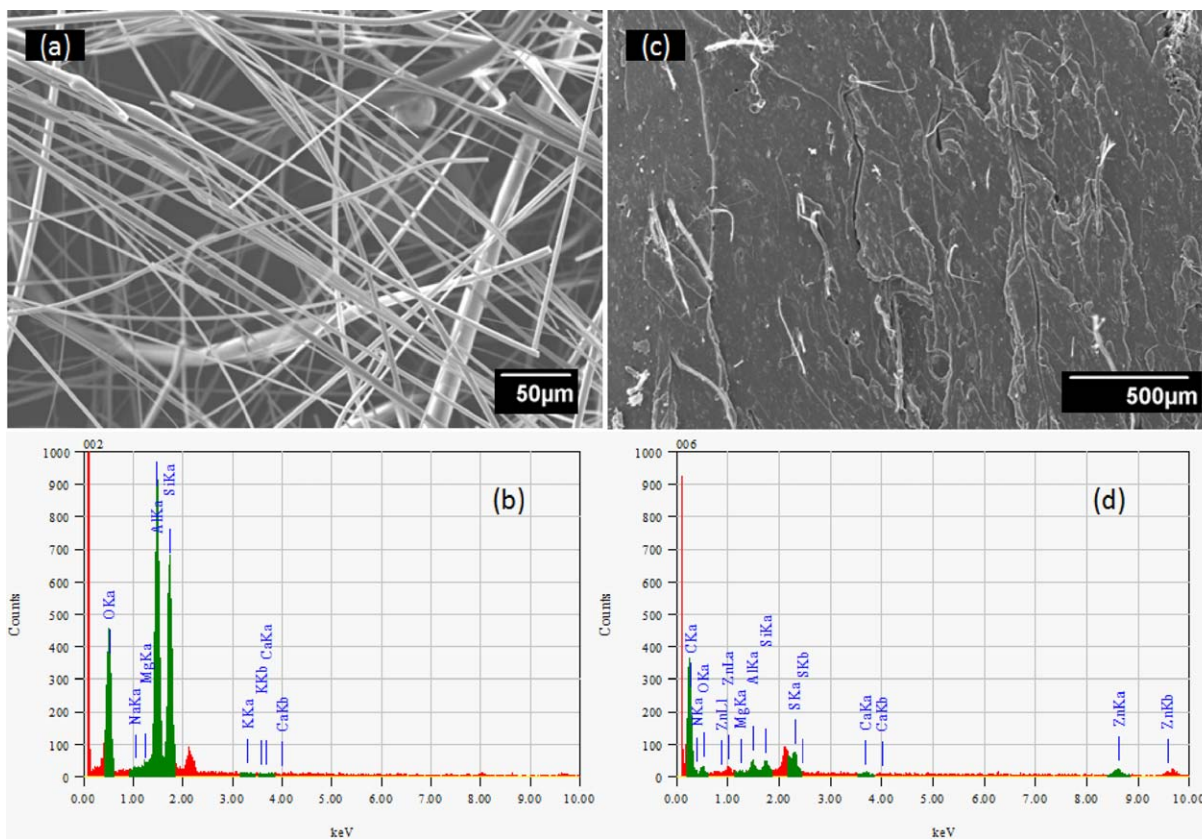 (a)
50µm
(c)
500µm
002
1000
900
800
700
600
500
400
300
200
100
0
Counts
OKa
NaKa
MgKa
AlKa
SiKa
KKa
KKb
CaKa
CaKb
(b)
0.00 1.00 2.00 3.00 4.00 5.00 6.00 7.00 8.00 9.00 10.00
keV
006
1000
900
800
700
600
500
400
300
200
100
0
Counts
CKa
NKa
OKa
ZnLl
ZnLa
MgKa
AlKa
SiKa
SKa
SKb
CaKa
CaKb
ZnKa
ZnKb
(d)
0.00 1.00 2.00 3.00 4.00 5.00 6.00 7.00 8.00 9.00 10.00
keV